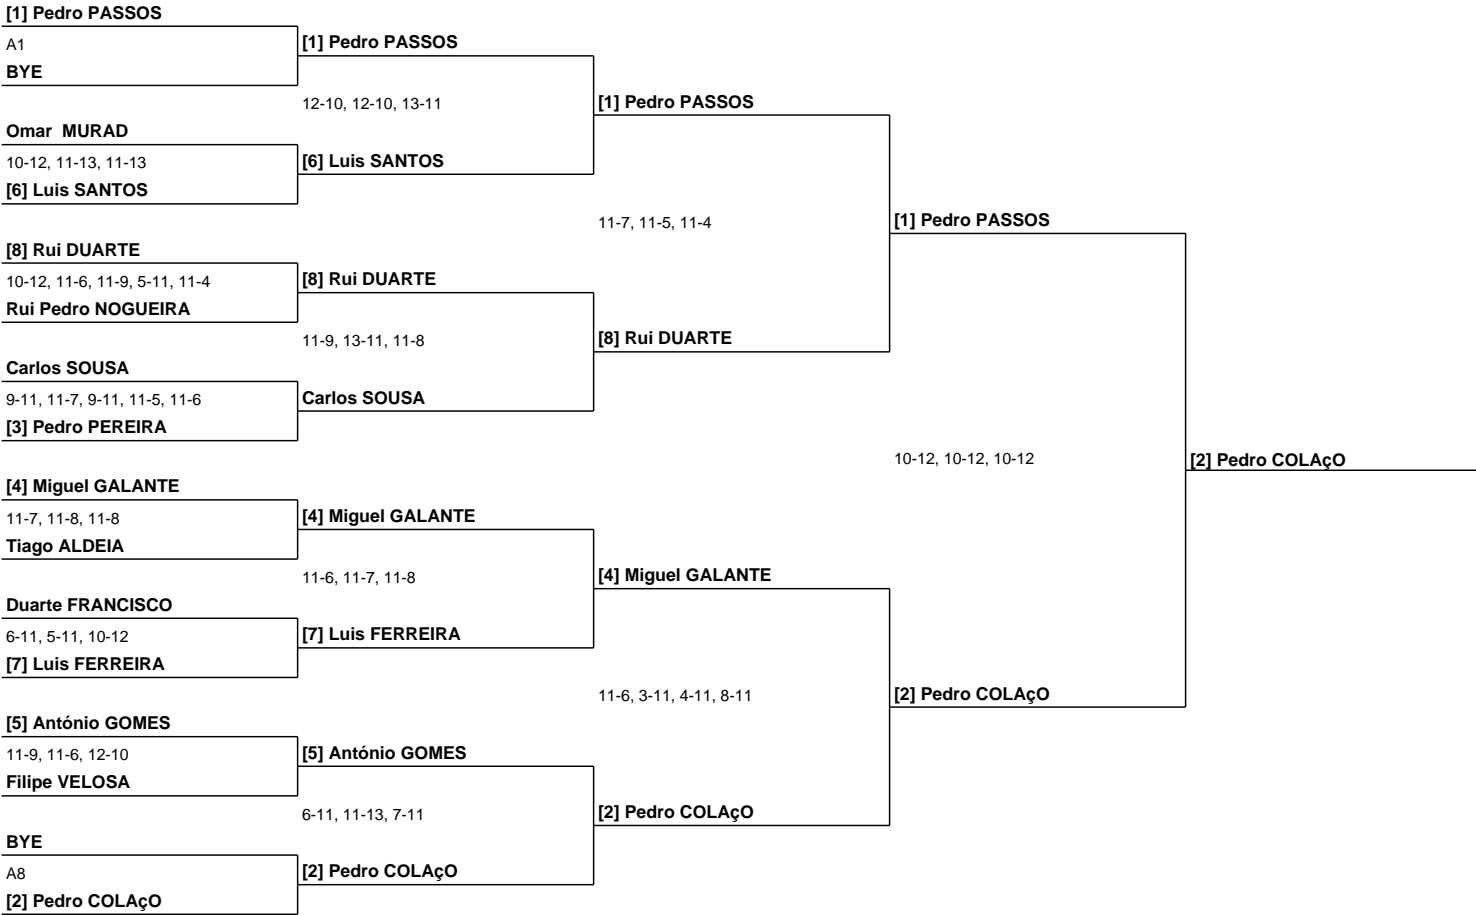 [1] Pedro PASSOS
A1
BYE
Omar  MURAD
10-12, 11-13, 11-13
[6] Luis SANTOS
[8] Rui DUARTE
10-12, 11-6, 11-9, 5-11, 11-4
Rui Pedro NOGUEIRA
Carlos SOUSA
9-11, 11-7, 9-11, 11-5, 11-6
[3] Pedro PEREIRA
[4] Miguel GALANTE
11-7, 11-8, 11-8
Tiago ALDEIA
Duarte FRANCISCO
6-11, 5-11, 10-12
[7] Luis FERREIRA
[5] António GOMES
11-9, 11-6, 12-10
Filipe VELOSA
BYE
A8
[2] Pedro COLAçO
[1] Pedro PASSOS
12-10, 12-10, 13-11
[6] Luis SANTOS
[8] Rui DUARTE
11-9, 13-11, 11-8
Carlos SOUSA
[4] Miguel GALANTE
11-6, 11-7, 11-8
[7] Luis FERREIRA
[5] António GOMES
6-11, 11-13, 7-11
[2] Pedro COLAçO
[1] Pedro PASSOS
11-7, 11-5, 11-4
[8] Rui DUARTE
[4] Miguel GALANTE
11-6, 3-11, 4-11, 8-11
[2] Pedro COLAçO
[1] Pedro PASSOS
10-12, 10-12, 10-12
[2] Pedro COLAçO
[2] Pedro COLAçO